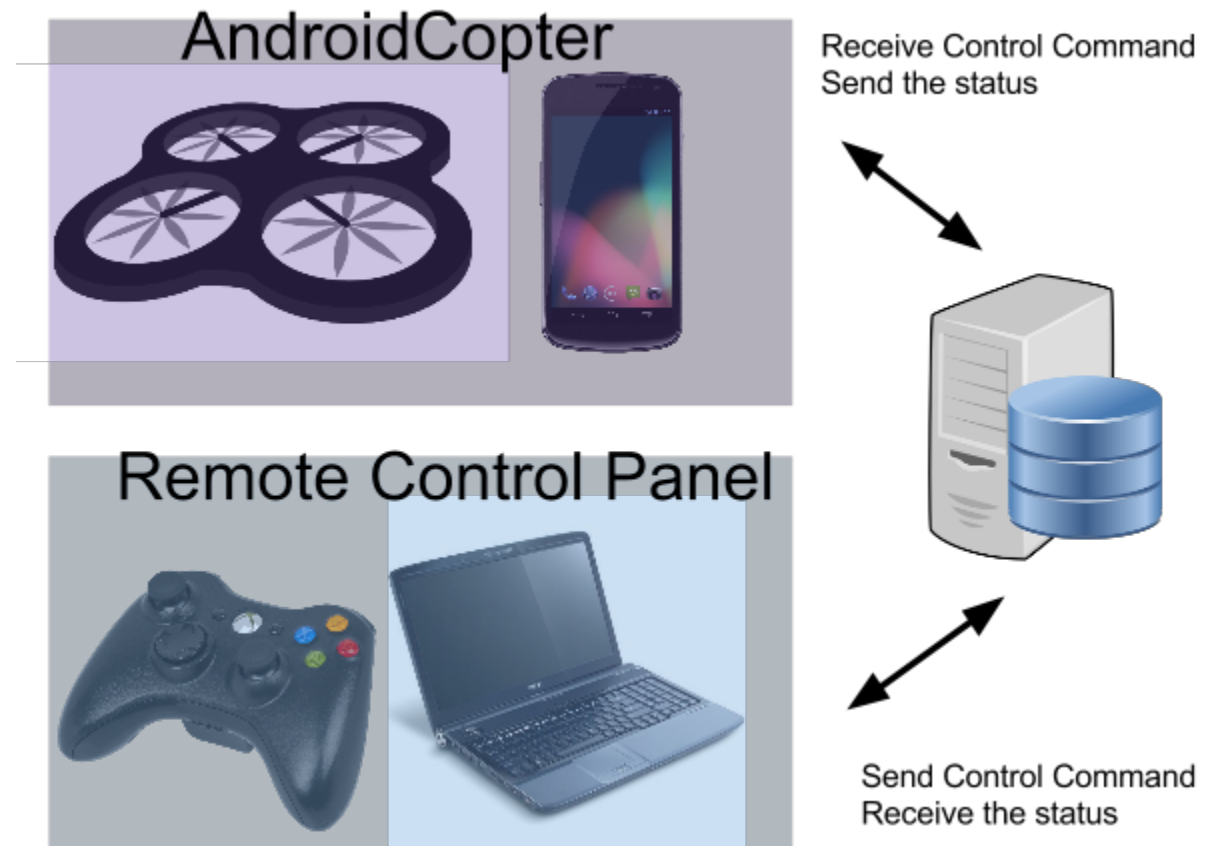 AndroidCopter
Receive Control Command
Send the status
Remote Control Panel
Send Control Command
Receive the status